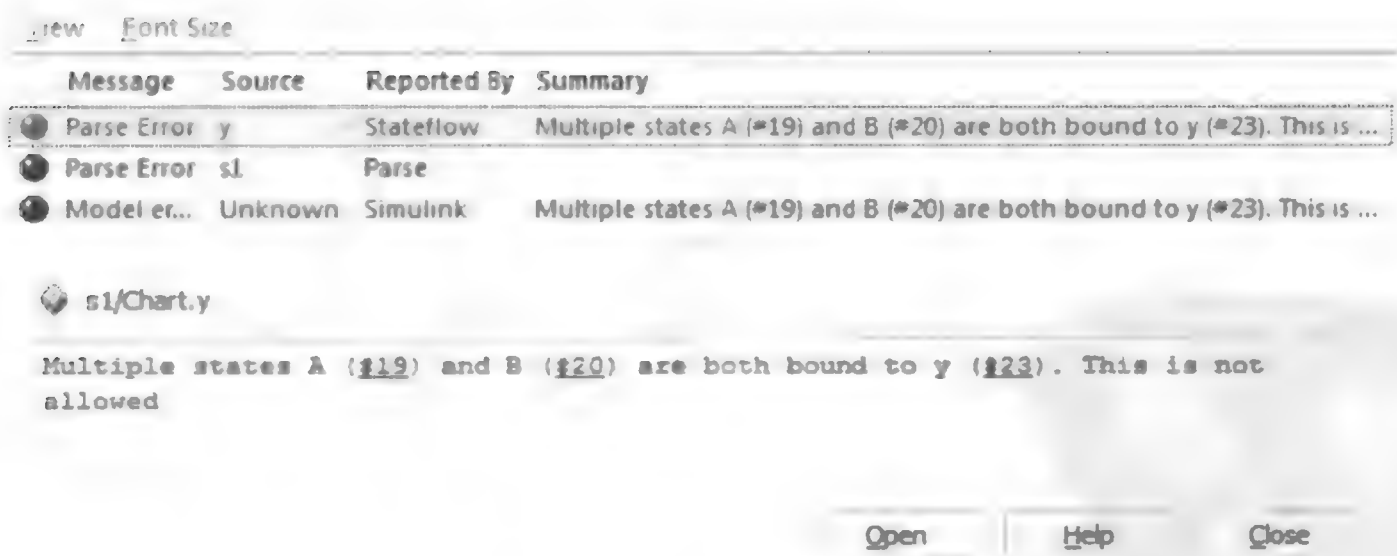 View Font Size
Message Source Reported By Summary
Parse Error y Stateflow Multiple states A (#19) and B (#20) are both bound to y (#23). This is ...
Parse Error s1 Parse
Model er... Unknown Simulink Multiple states A (#19) and B (#20) are both bound to y (#23). This is ...
s1/Chart.y
Multiple states A (#19) and B (#20) are both bound to y (#23). This is not
allowed
Open Help Close